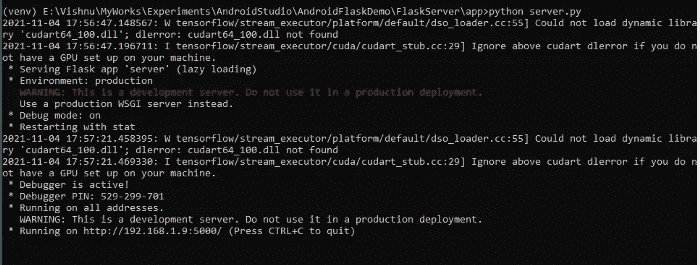 (venv) E:\Vishnu\MyWorks\Experiments\AndroidStudio\AndroidFlaskDemo\FlaskServer\app>python server.py
2021-11-04 17:56:47.148567: W tensorflow/stream_executor/platform/default/dso_loader.cc:55] Could not load dynamic libra
ry 'cudart64_100.dll'; dlerror: cudart64_100.dll not found
2021-11-04 17:56:47.196711: I tensorflow/stream_executor/cuda/cudart_stub.cc:29] Ignore above cudart dlerror if you do n
ot have a GPU set up on your machine.
* Serving Flask app 'server' (lazy loading)
* Environment: production
WARNING: This is a development server. Do not use it in a production deployment.
Use a production WSGI server instead.
* Debug mode: on
* Restarting with stat
2021-11-04 17:57:21.458395: W tensorflow/stream_executor/platform/default/dso_loader.cc:55] Could not load dynamic libra
ry 'cudart64_100.dll'; dlerror: cudart64_100.dll not found
2021-11-04 17:57:21.469330: I tensorflow/stream_executor/cuda/cudart_stub.cc:29] Ignore above cudart dlerror if you do n
ot have a GPU set up on your machine.
* Debugger is active!
* Debugger PIN: 529-299-701
* Running on all addresses.
WARNING: This is a development server. Do not use it in a production deployment.
* Running on http://192.168.1.9:5000/ (Press CTRL+C to quit)